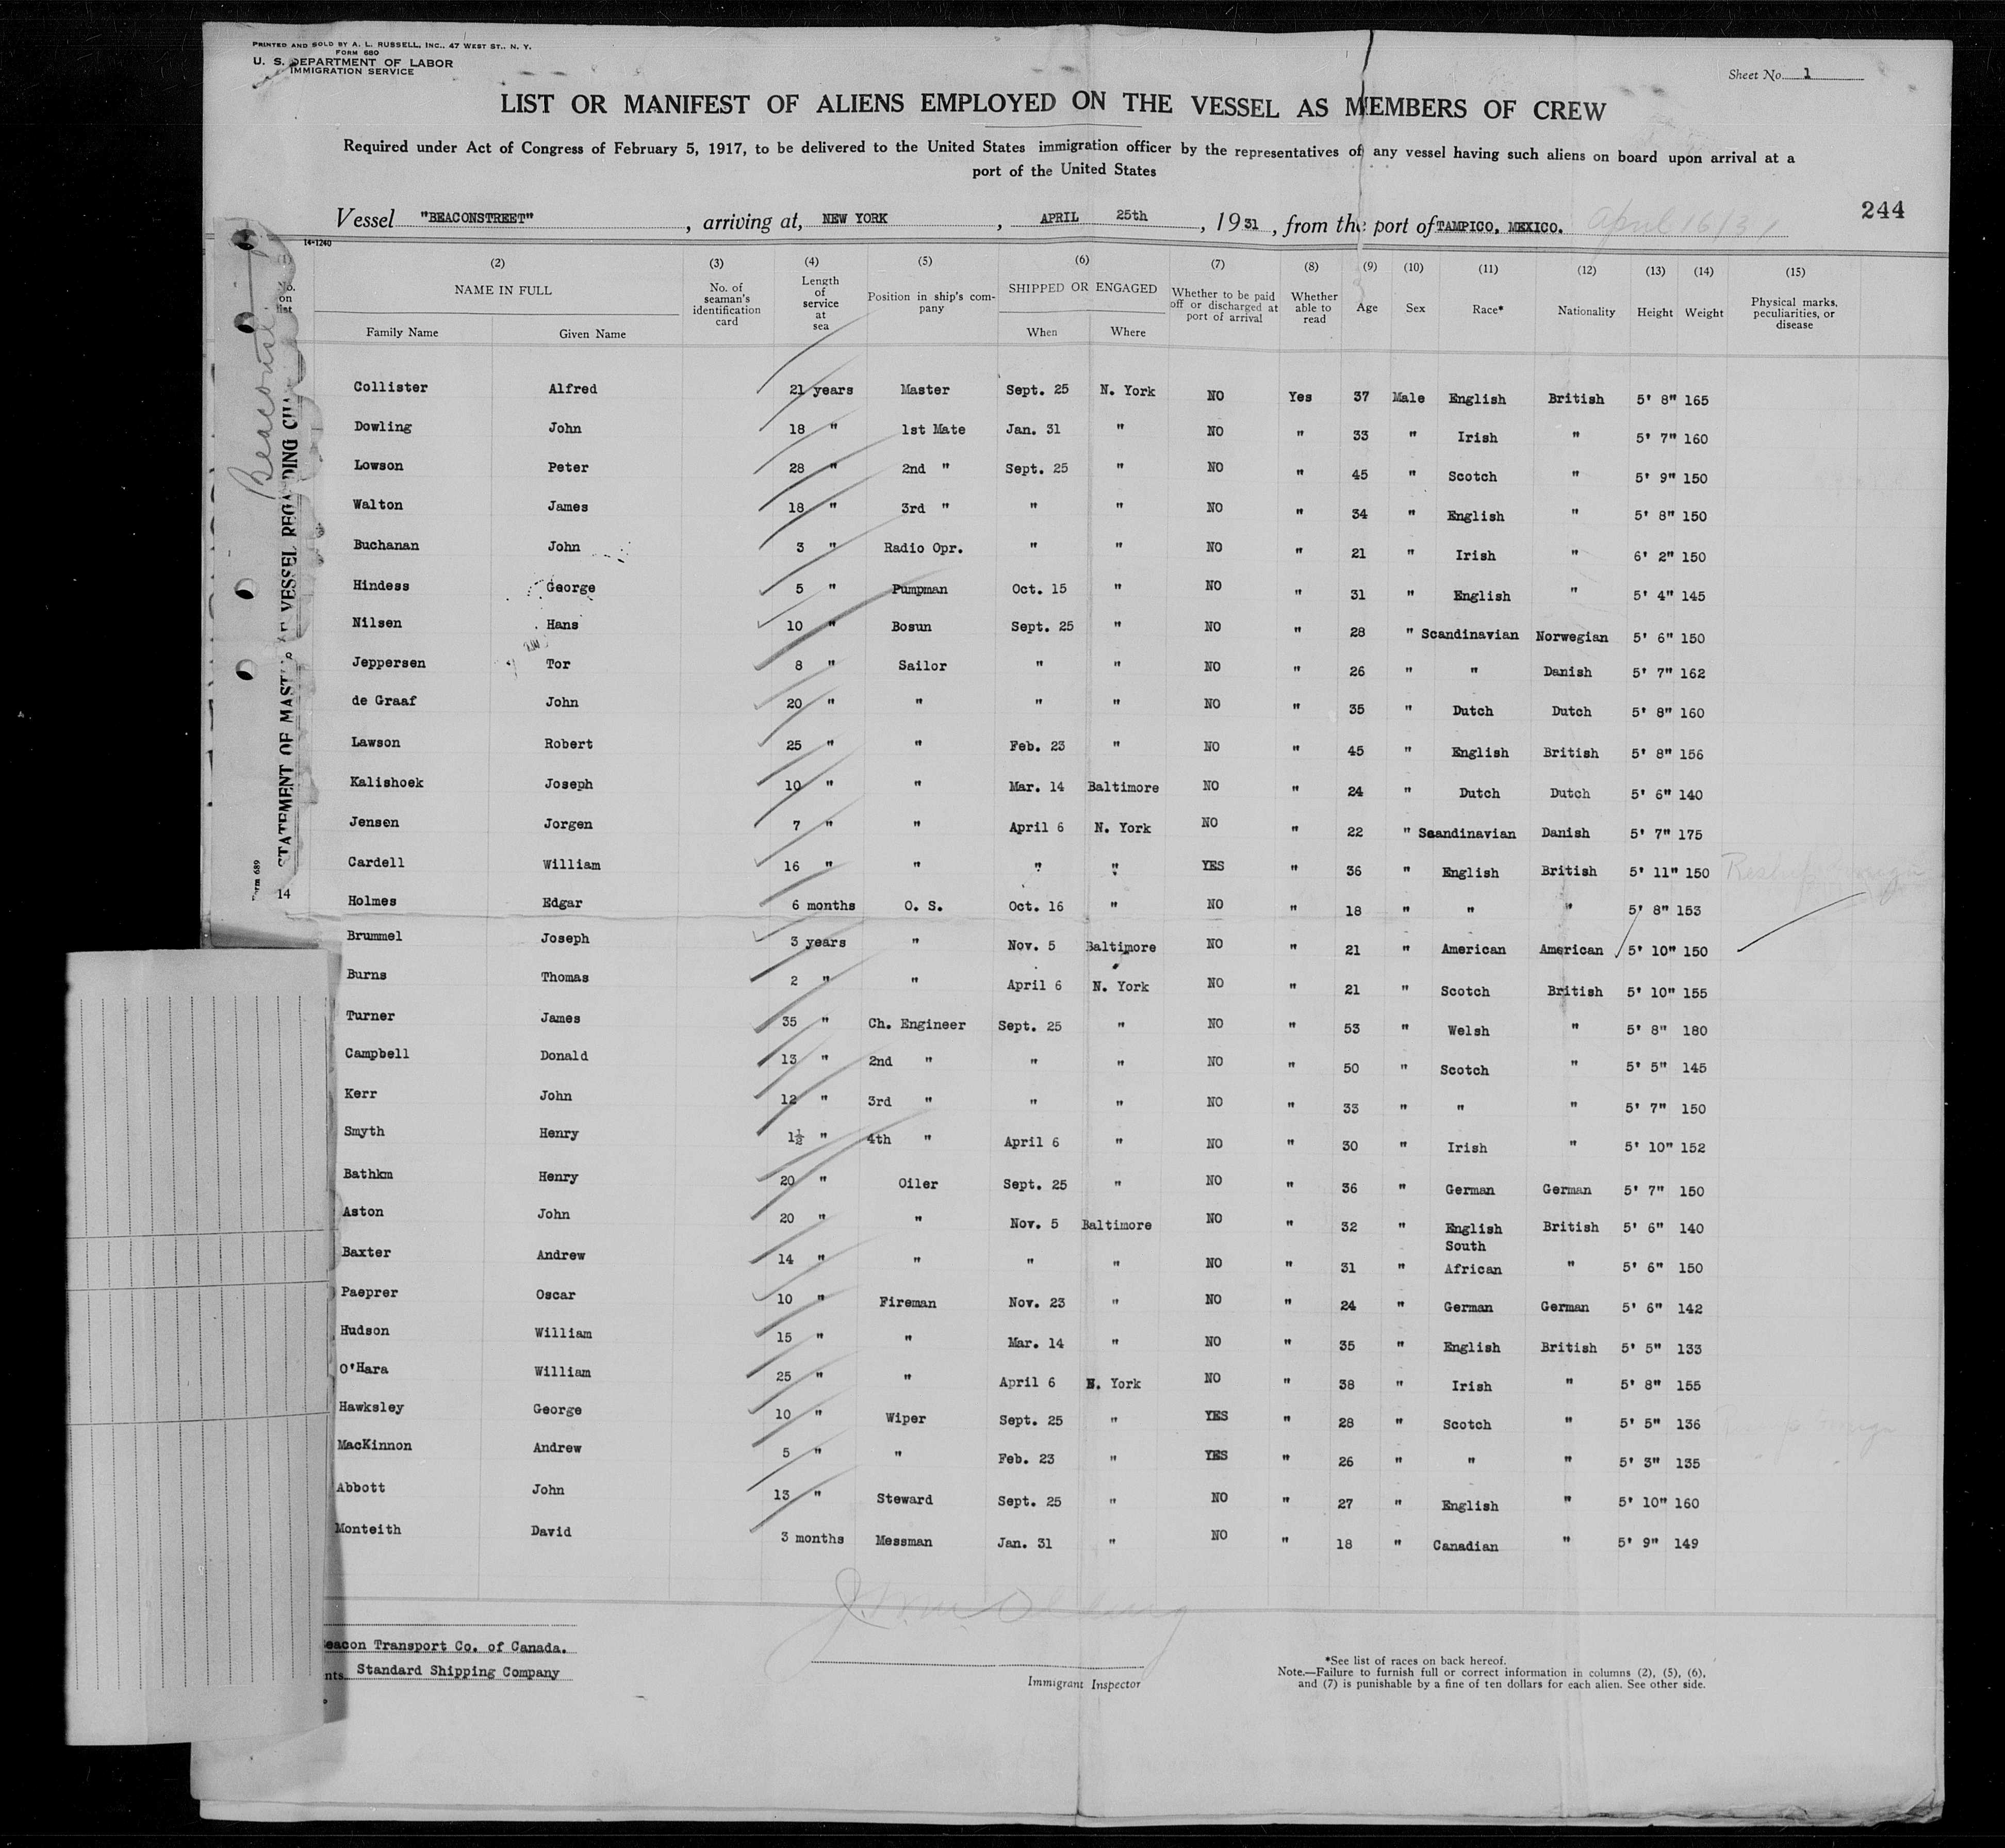 PRINTED AND SOLD BY A. L. RUSSELL, INC., 47 WEST ST., N. Y.
FORM 680
U. S. DEPARTMENT OF LABOR
IMMIGRATION SERVICE
Sheet No. 1
LIST OR MANIFEST OF ALIENS EMPLOYED ON THE VESSEL AS MEMBERS OF CREW
Required under Act of Congress of February 5, 1917, to be delivered to the United States immigration officer by the representatives of any vessel having such aliens on board upon arrival at a
port of the United States
Vessel "BEACONSTREET", arriving at, NEW YORK, APRIL 25th, 1931, from the port of TAMPICO, MEXICO. April 16/31
244
14-1240
(1) (2) (3) (4) (5) (6) (7) (8) (9) (10) (11) (12) (13) (14) (15)
No. on list
NAME IN FULL
Family Name Given Name
No. of seaman's identification card
Length of service at sea
Position in ship's company
SHIPPED OR ENGAGED
When Where
Whether to be paid off or discharged at port of arrival
Whether able to read
Age Sex Race* Nationality Height Weight
Physical marks, peculiarities, or disease
Collister Alfred 21 years Master Sept. 25 N. York NO Yes 37 Male English British 5' 8" 165
Dowling John 18 " 1st Mate Jan. 31 " NO " 33 " Irish " 5' 7" 160
Lowson Peter 28 " 2nd " Sept. 25 " NO " 45 " Scotch " 5' 9" 150
Walton James 18 " 3rd " " " NO " 34 " English " 5' 8" 150
Buchanan John 3 " Radio Opr. " " NO " 21 " Irish " 6' 2" 150
Hindess George 5 " Pumpman Oct. 15 " NO " 31 " English " 5' 4" 145
Nilsen Hans 10 " Bosun Sept. 25 " NO " 28 " Scandinavian Norwegian 5' 6" 150
Jeppersen Tor 8 " Sailor " " NO " 26 " " Danish 5' 7" 162
de Graaf John 20 " " " " NO " 35 " Dutch Dutch 5' 8" 160
Lawson Robert 25 " " Feb. 23 " NO " 45 " English British 5' 8" 156
Kalishoek Joseph 10 " " Mar. 14 Baltimore NO " 24 " Dutch Dutch 5' 6" 140
Jensen Jorgen 7 " " April 6 N. York NO " 22 " Scandinavian Danish 5' 7" 175
Cardell William 16 " " " " YES " 36 " English British 5' 11" 150
Holmes Edgar 6 months O. S. Oct. 16 " NO " 18 " " " 5' 8" 153
Brummel Joseph 3 years " Nov. 5 Baltimore NO " 21 " American American 5' 10" 150
Burns Thomas 2 " " April 6 N. York NO " 21 " Scotch British 5' 10" 155
Turner James 35 " Ch. Engineer Sept. 25 " NO " 53 " Welsh " 5' 8" 180
Campbell Donald 13 " 2nd " " " NO " 50 " Scotch " 5' 5" 145
Kerr John 12 " 3rd " " " NO " 33 " " " 5' 7" 150
Smyth Henry 1½ " 4th " April 6 " NO " 30 " Irish " 5' 10" 152
Bathkm Henry 20 " Oiler Sept. 25 " NO " 36 " German German 5' 7" 150
Aston John 20 " " Nov. 5 Baltimore NO " 32 " English British 5' 6" 140
Baxter Andrew 14 " " " " NO " 31 " South African " 5' 6" 150
Paeprer Oscar 10 " Fireman Nov. 23 " NO " 24 " German German 5' 6" 142
Hudson William 15 " " Mar. 14 " NO " 35 " English British 5' 5" 133
O'Hara William 25 " " April 6 N. York NO " 38 " Irish " 5' 8" 155
Hawksley George 10 " Wiper Sept. 25 " YES " 28 " Scotch " 5' 5" 136
MacKinnon Andrew 5 " " Feb. 23 " YES " 26 " " " 5' 3" 135
Abbott John 13 " Steward Sept. 25 " NO " 27 " English " 5' 10" 160
Monteith David 3 months Messman Jan. 31 " NO " 18 " Canadian " 5' 9" 149
eacon Transport Co. of Canada.
nts Standard Shipping Company
Immigrant Inspector
*See list of races on back hereof.
Note.—Failure to furnish full or correct information in columns (2), (5), (6),
and (7) is punishable by a fine of ten dollars for each alien. See other side.
STATEMENT OF MAST VESSEL REGARDING CH
orm 689
14